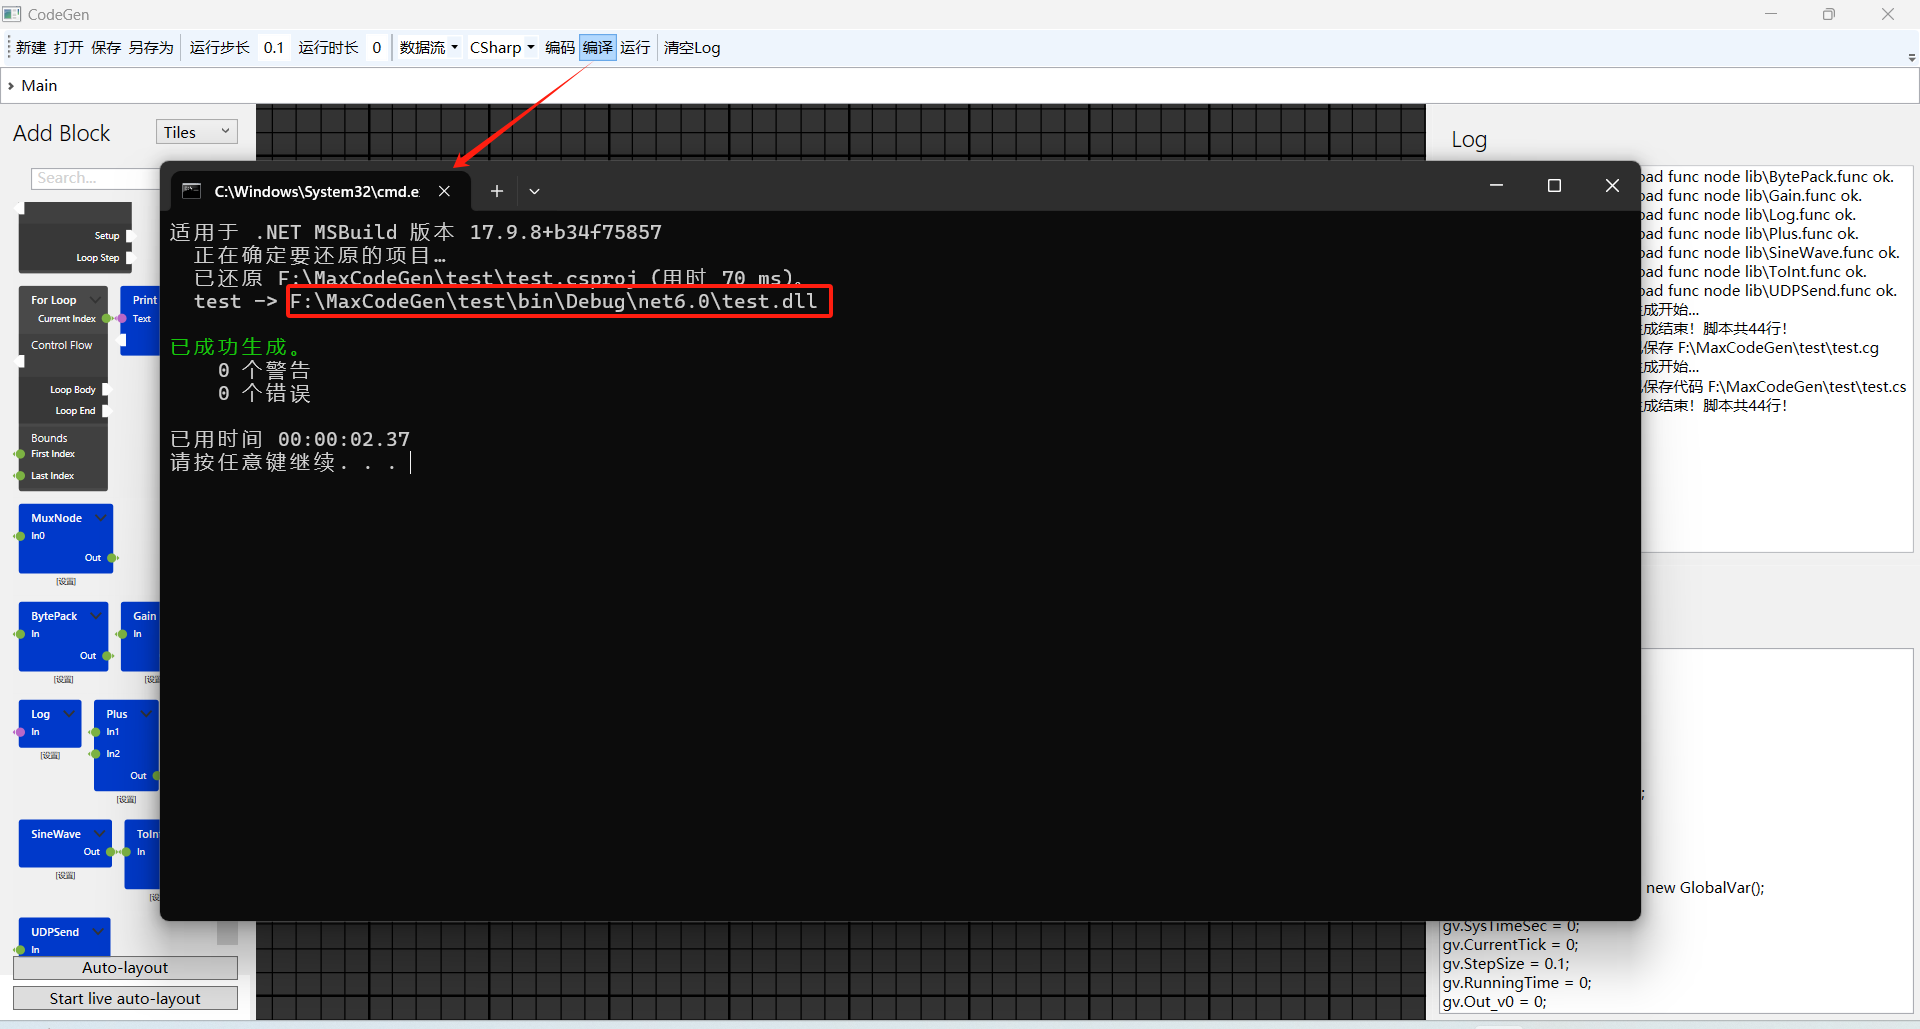 CodeGen
新建 打开 保存 另存为 运行步长 0.1 运行时长 0 数据流 CSharp 编码 编译 运行 清空Log
Main
Add Block
Tiles
Search...
Setup
Loop Step
For Loop
Current Index
Control Flow
Loop Body
Loop End
Bounds
First Index
Last Index
Print
Text
MuxNode
In0
Out
[设置]
BytePack
In
Out
[设置]
Gain
In
Log
In
[设置]
Plus
In1
In2
Out
[设置]
SineWave
Out
[设置]
ToIn
In
UDPSend
In
Auto-layout
Start live auto-layout
C:\Windows\System32\cmd.e
适用于 .NET MSBuild 版本 17.9.8+b34f75857
正在确定要还原的项目…
已还原 F:\MaxCodeGen\test\test.csproj (用时 70 ms)。
test -> F:\MaxCodeGen\test\bin\Debug\net6.0\test.dll
已成功生成。
0 个警告
0 个错误
已用时间 00:00:02.37
请按任意键继续. . .
Log
oad func node lib\BytePack.func ok.
oad func node lib\Gain.func ok.
oad func node lib\Log.func ok.
oad func node lib\Plus.func ok.
oad func node lib\SineWave.func ok.
oad func node lib\ToInt.func ok.
oad func node lib\UDPSend.func ok.
成开始...
成结束！脚本共44行！
保存 F:\MaxCodeGen\test\test.cg
成开始...
保存代码 F:\MaxCodeGen\test\test.cs
成结束！脚本共44行！
;
new GlobalVar();
gv.SysTimeSec = 0;
gv.CurrentTick = 0;
gv.StepSize = 0.1;
gv.RunningTime = 0;
gv.Out_v0 = 0;